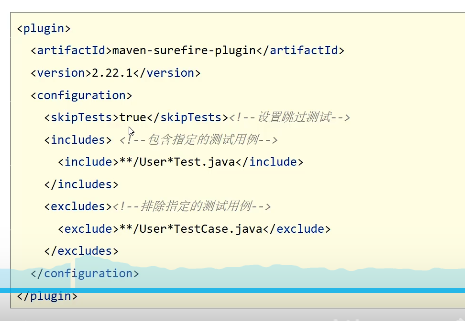 <plugin>
<artifactId>maven-surefire-plugin</artifactId>
<version>2.22.1</version>
<configuration>
<skipTests>true</skipTests><!--设置跳过测试-->
<includes> <!--包含指定的测试用例-->
<include>**/User*Test.java</include>
</includes>
<excludes><!--排除指定的测试用例-->
<exclude>**/User*TestCase.java</exclude>
</excludes>
</configuration>
</plugin>